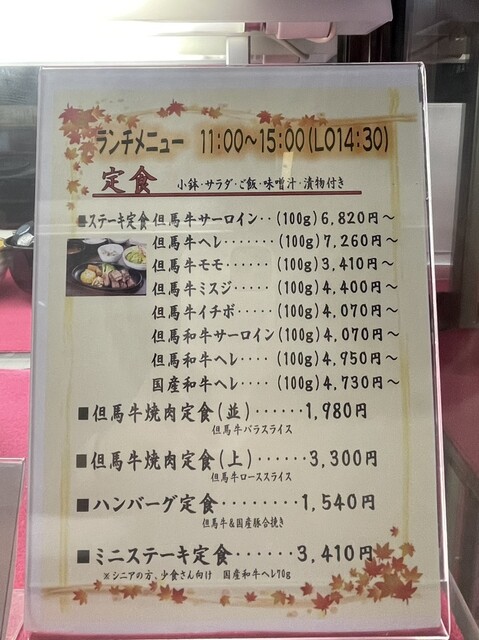 ランチメニュー 11:00～15:00(LO14:30)
定食 小鉢・サラダ・ご飯・味噌汁・漬物付き
■ステーキ定食 但馬牛サーロイン‥(100g)6,820円～
但馬牛ヘレ‥‥‥(100g)7,260円～
但馬牛モモ‥‥‥(100g)3,410円～
但馬牛ミスジ‥‥(100g)4,400円～
但馬牛イチボ‥‥(100g)4,070円～
但馬和牛サーロイン(100g)4,070円～
但馬和牛ヘレ‥‥(100g)4,950円～
国産和牛ヘレ‥‥(100g)4,730円～
■但馬牛焼肉定食(並)‥‥‥1,980円
但馬牛バラスライス
■但馬牛焼肉定食(上)‥‥‥3,300円
但馬牛ローススライス
■ハンバーグ定食‥‥‥‥1,540円
但馬牛&国産豚合挽き
■ミニステーキ定食‥‥‥3,410円
※シニアの方、少食さん向け 国産和牛ヘレ70g